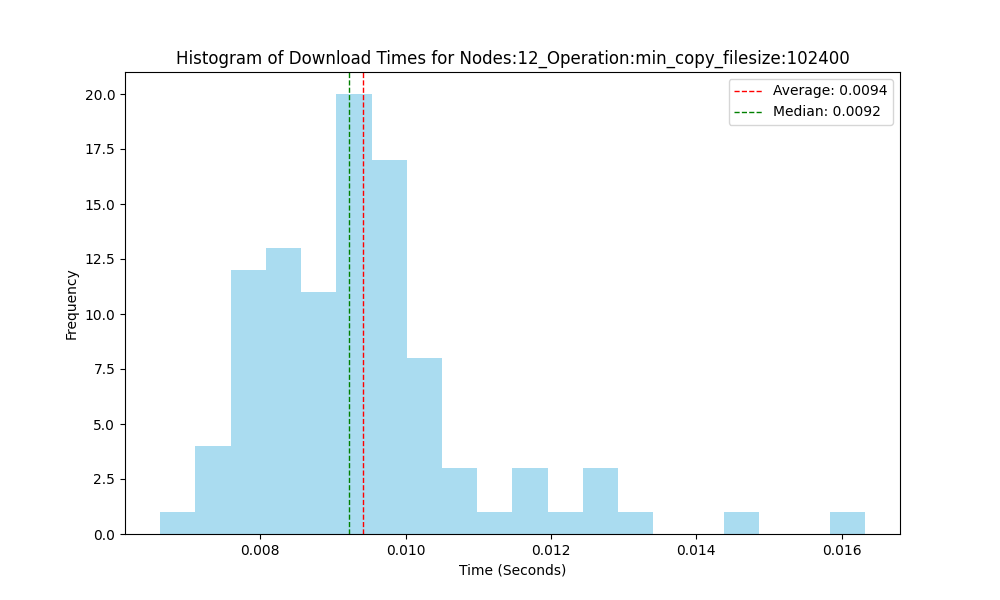 Histogram of Download Times for Nodes:12_Operation:min_copy_filesize:102400
Average: 0.0094
Median: 0.0092
20.0
17.5
15.0
12.5
10.0
7.5
5.0
2.5
0.0
Frequency
0.008 0.010 0.012 0.014 0.016
Time (Seconds)